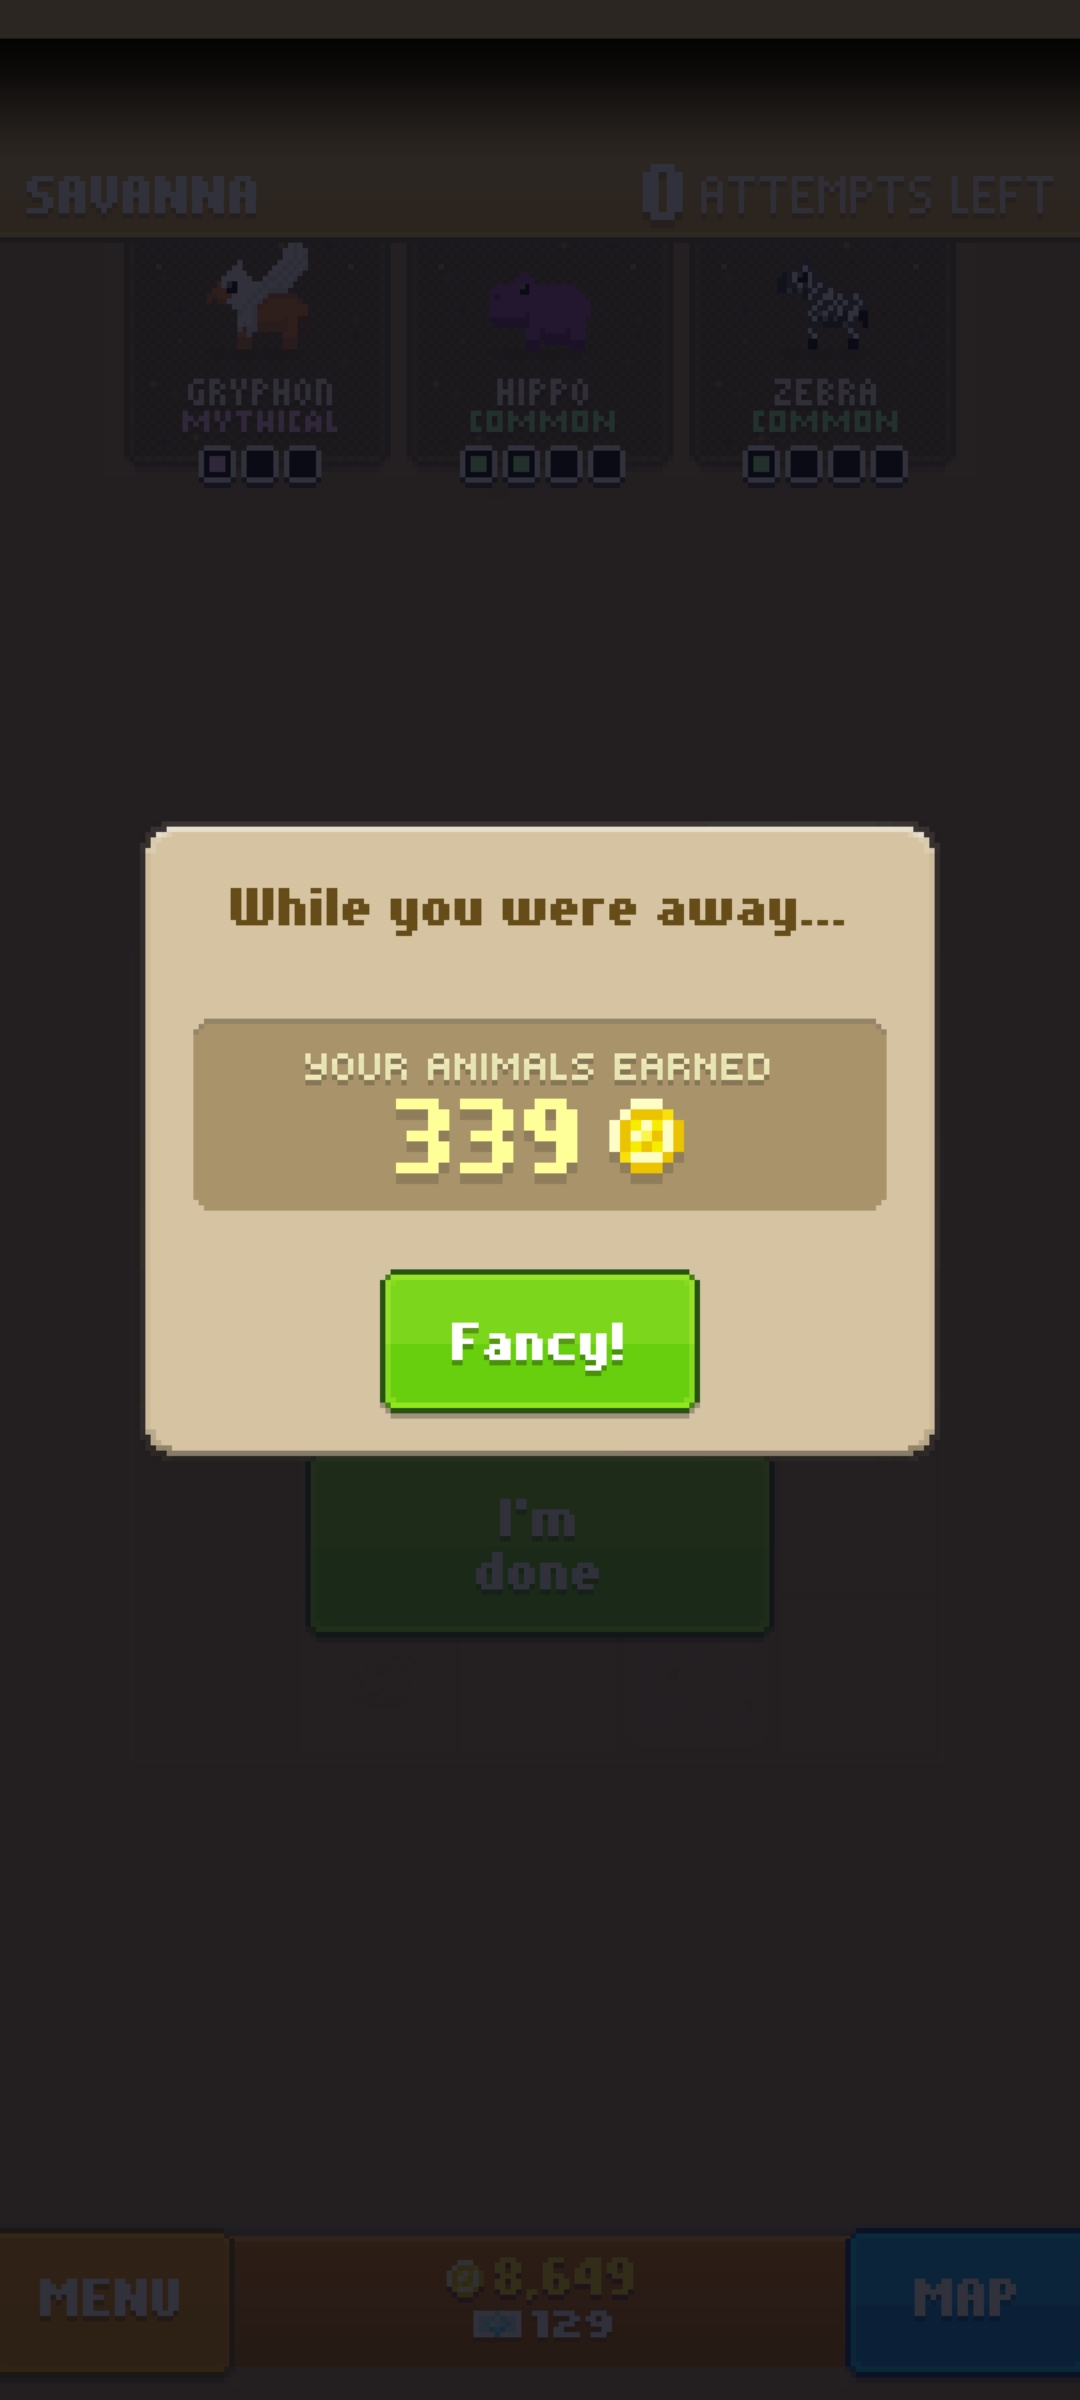 SAVANNA
0 ATTEMPTS LEFT
GRYPHON
MYTHICAL
HIPPO
COMMON
ZEBRA
COMMON
While you were away...
YOUR ANIMALS EARNED
339
Fancy!
I'm
done
MENU
8,649
129
MAP